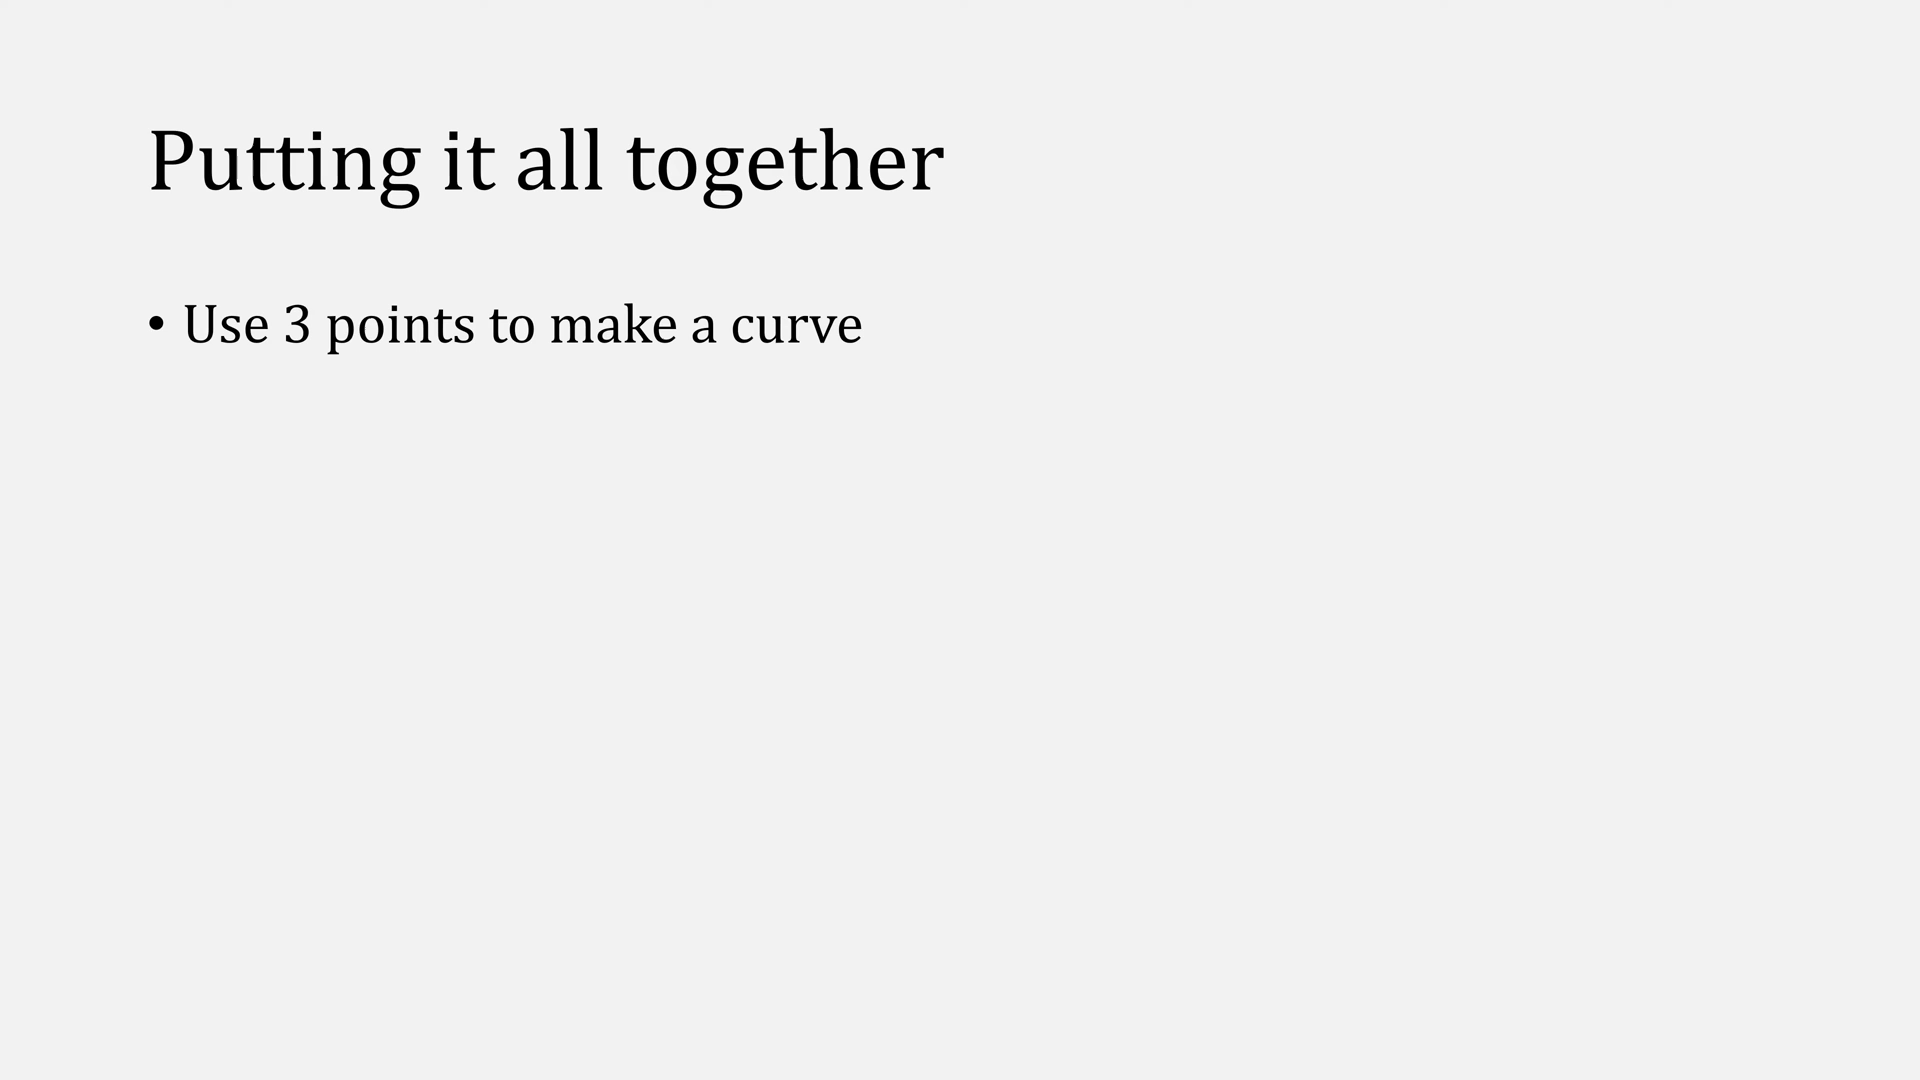 Putting it all together
• Use 3 points to make a curve